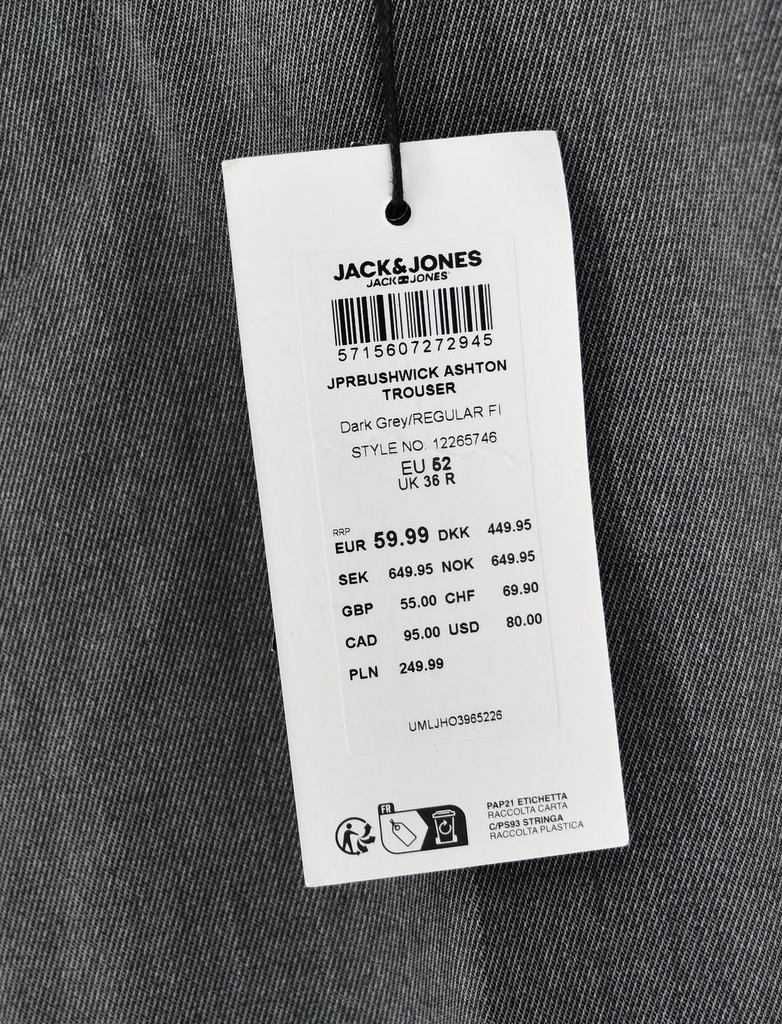 JACK&JONES
JACK&JONES
5715607272945
JPRBUSHWICK ASHTON
TROUSER
Dark Grey/REGULAR FI
STYLE NO. 12265746
EU 52
UK 36 R
RRP
EUR 59.99 DKK 449.95
SEK 649.95 NOK 649.95
GBP 55.00 CHF 69.90
CAD 95.00 USD 80.00
PLN 249.99
UMLJHO3965226
FR
PAP21 ETICHETTA
RACCOLTA CARTA
C/PS93 STRINGA
RACCOLTA PLASTICA